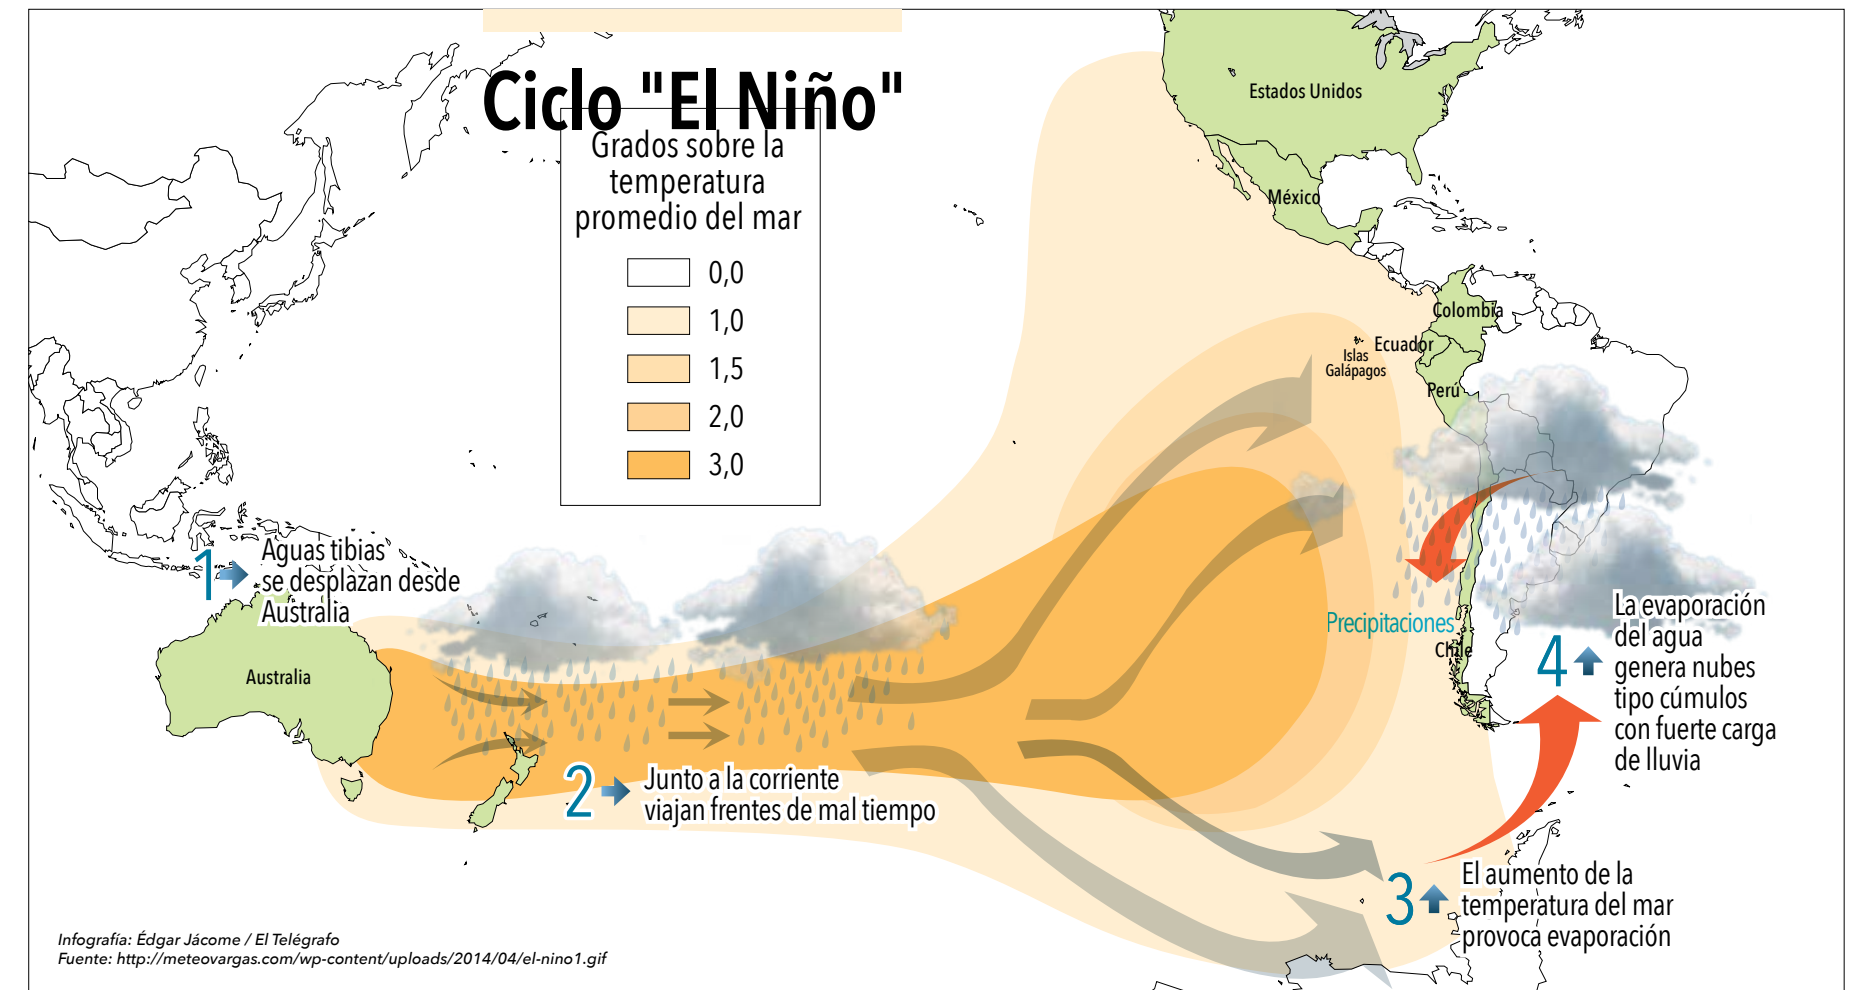 Ciclo "El Niño"
Grados sobre la
temperatura
promedio del mar
0,0
1,0
1,5
2,0
3,0
Estados Unidos
México
Colombia
Ecuador
Islas
Galápagos
Perú
1
Aguas tibias
se desplazan desde
Australia
Australia
2
Junto a la corriente
viajan frentes de mal tiempo
Precipitaciones
Chile
4
La evaporación
del agua
genera nubes
tipo cúmulos
con fuerte carga
de lluvia
3
El aumento de la
temperatura del mar
provoca evaporación
Infografía: Édgar Jácome / El Telégrafo
Fuente: http://meteovargas.com/wp-content/uploads/2014/04/el-nino1.gif